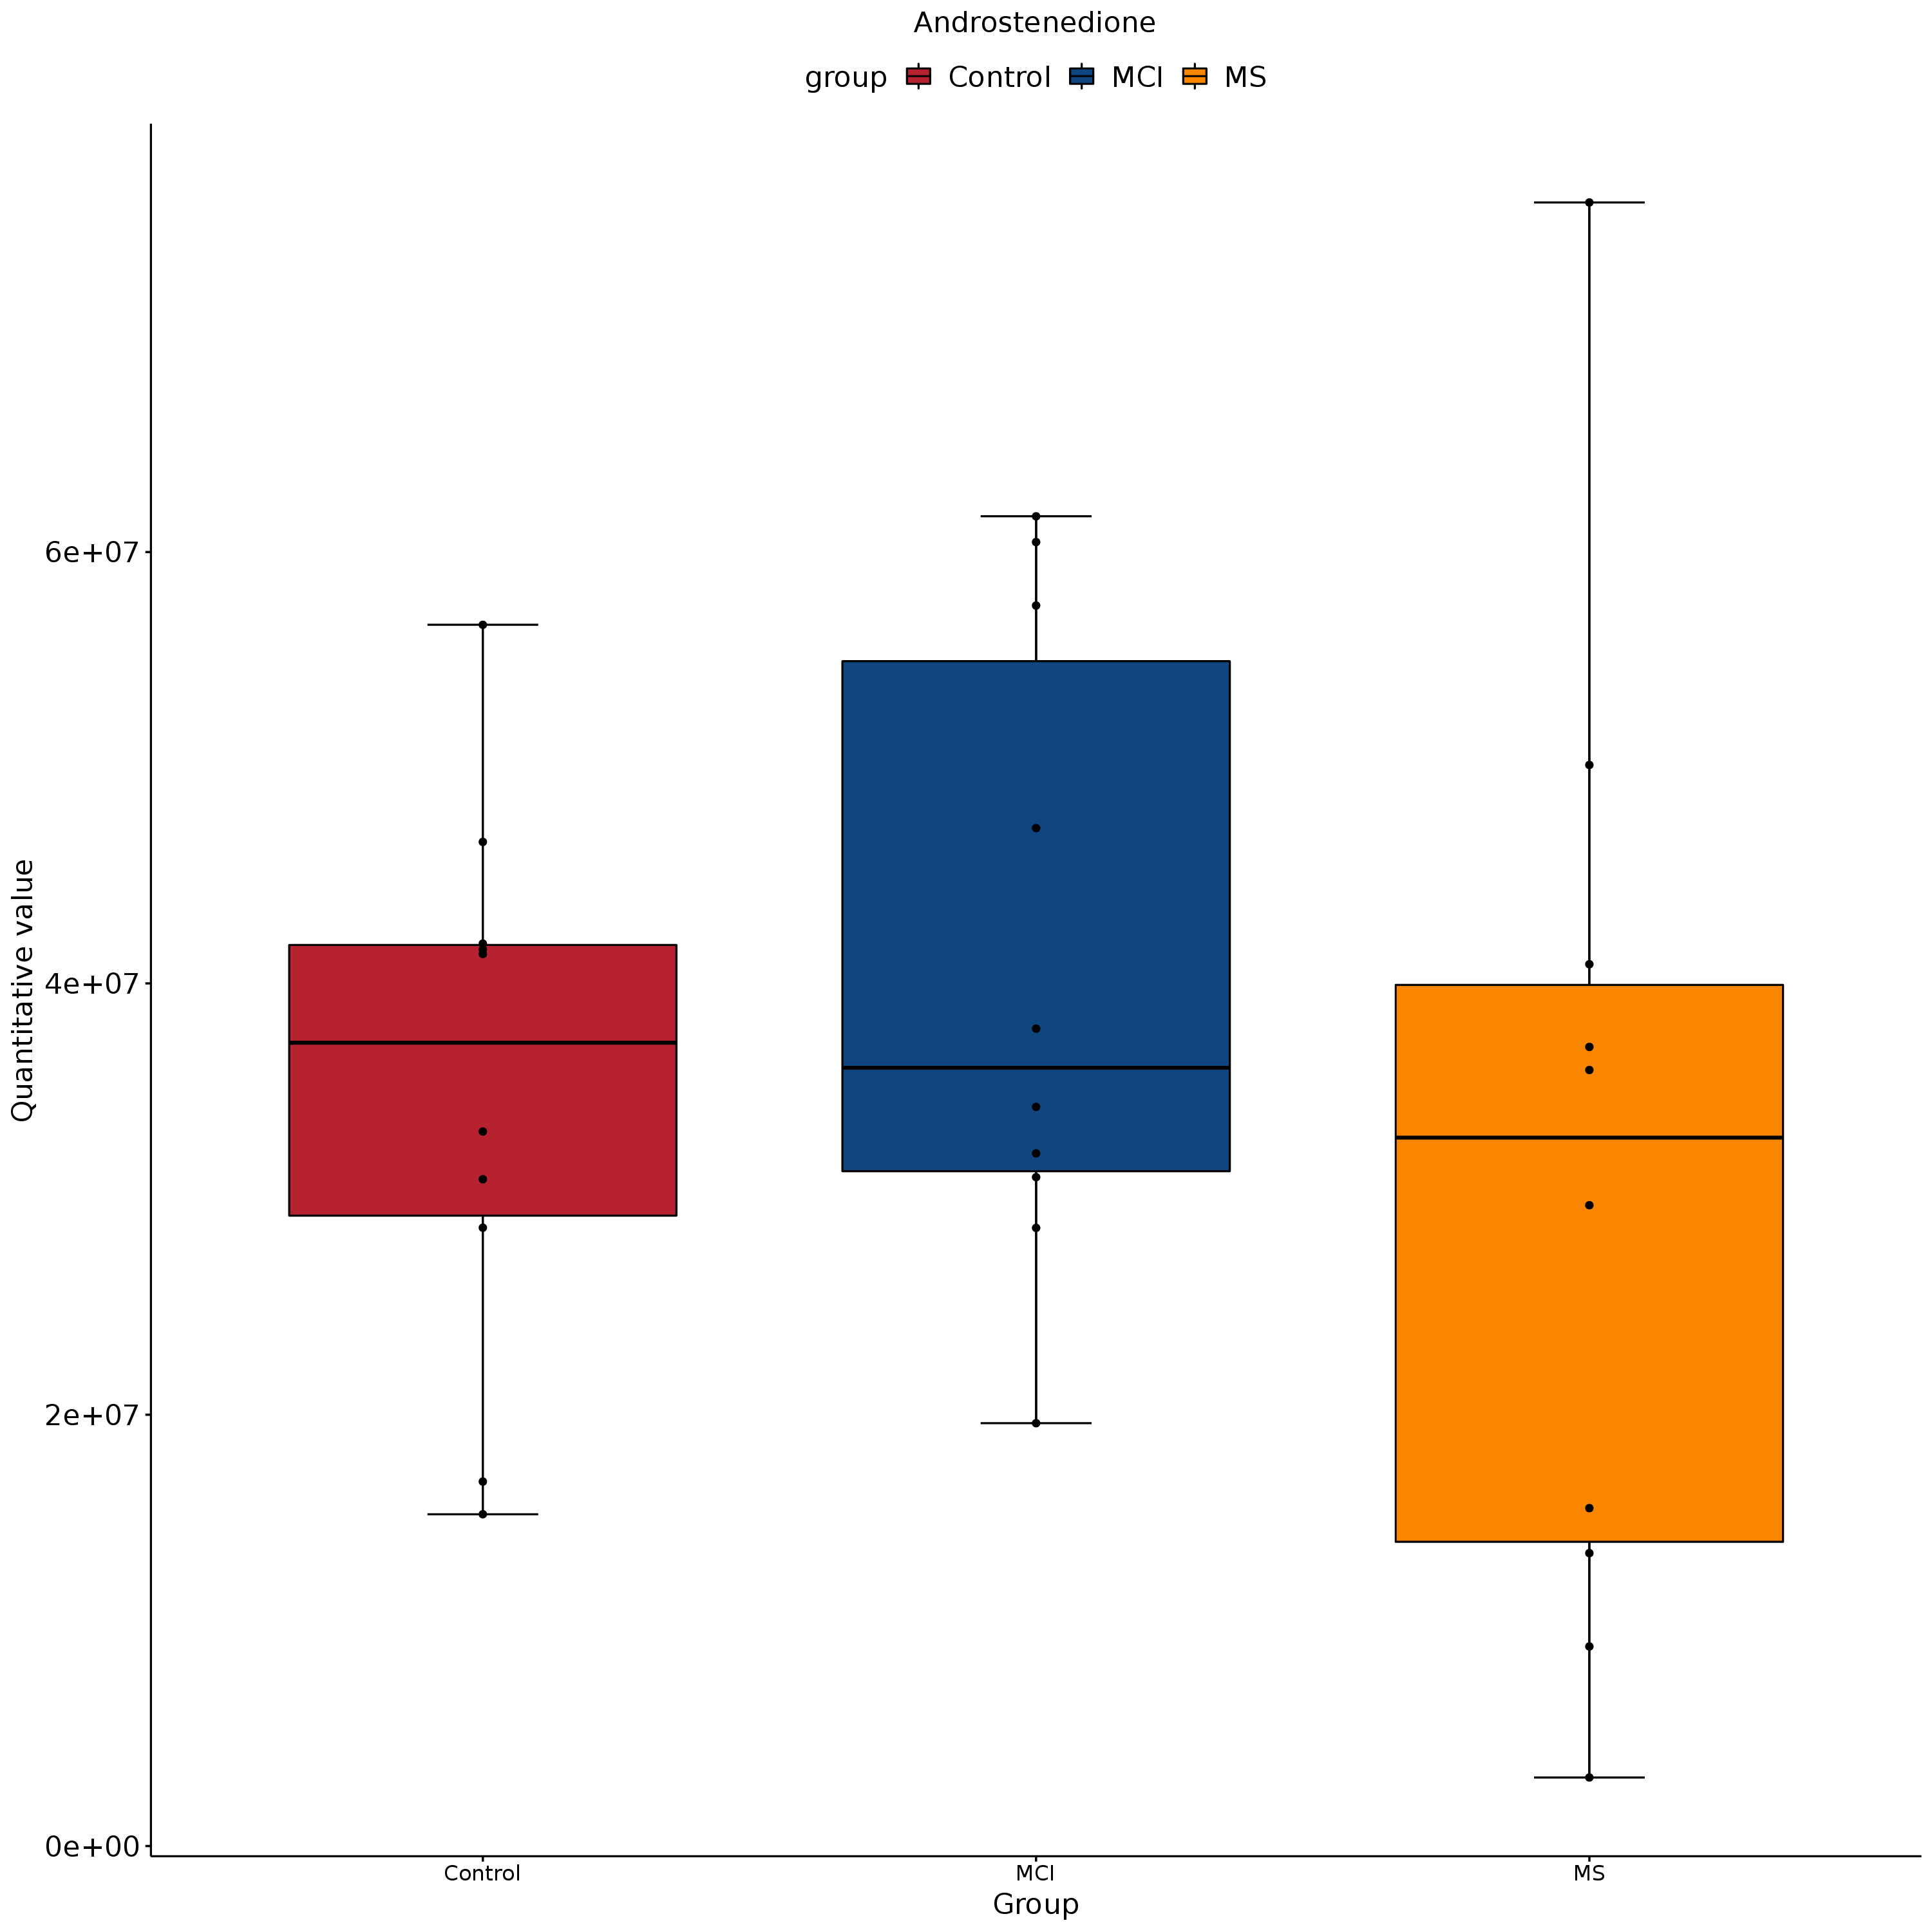 Androstenedione
group Control MCI MS
Quantitative value
6e+07
4e+07
2e+07
0e+00
Control MCI MS
Group